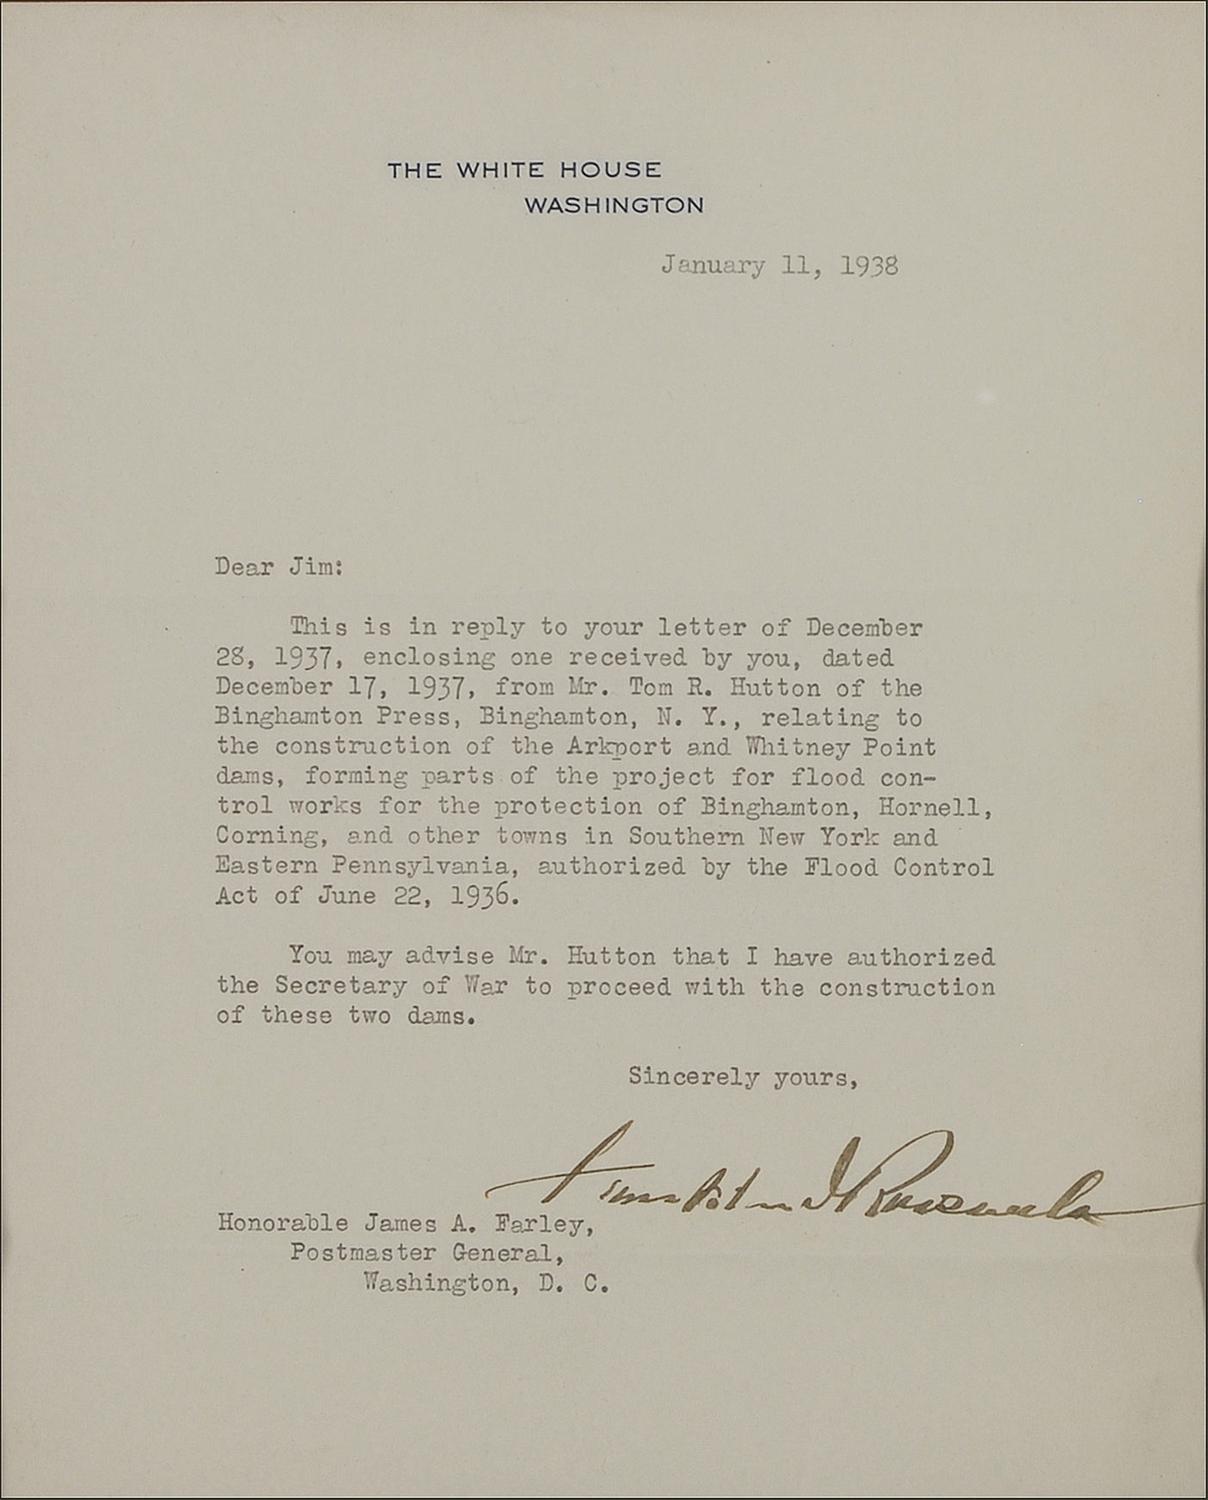 THE WHITE HOUSE
WASHINGTON
January 11, 1938
Dear Jim:
This is in reply to your letter of December
28, 1937, enclosing one received by you, dated
December 17, 1937, from Mr. Tom R. Hutton of the
Binghamton Press, Binghamton, N. Y., relating to
the construction of the Arkport and Whitney Point
dams, forming parts of the project for flood con-
trol works for the protection of Binghamton, Hornell,
Corning, and other towns in Southern New York and
Eastern Pennsylvania, authorized by the Flood Control
Act of June 22, 1936.
You may advise Mr. Hutton that I have authorized
the Secretary of War to proceed with the construction
of these two dams.
Sincerely yours,
Franklin D Roosevelt
Honorable James A. Farley,
Postmaster General,
Washington, D. C.